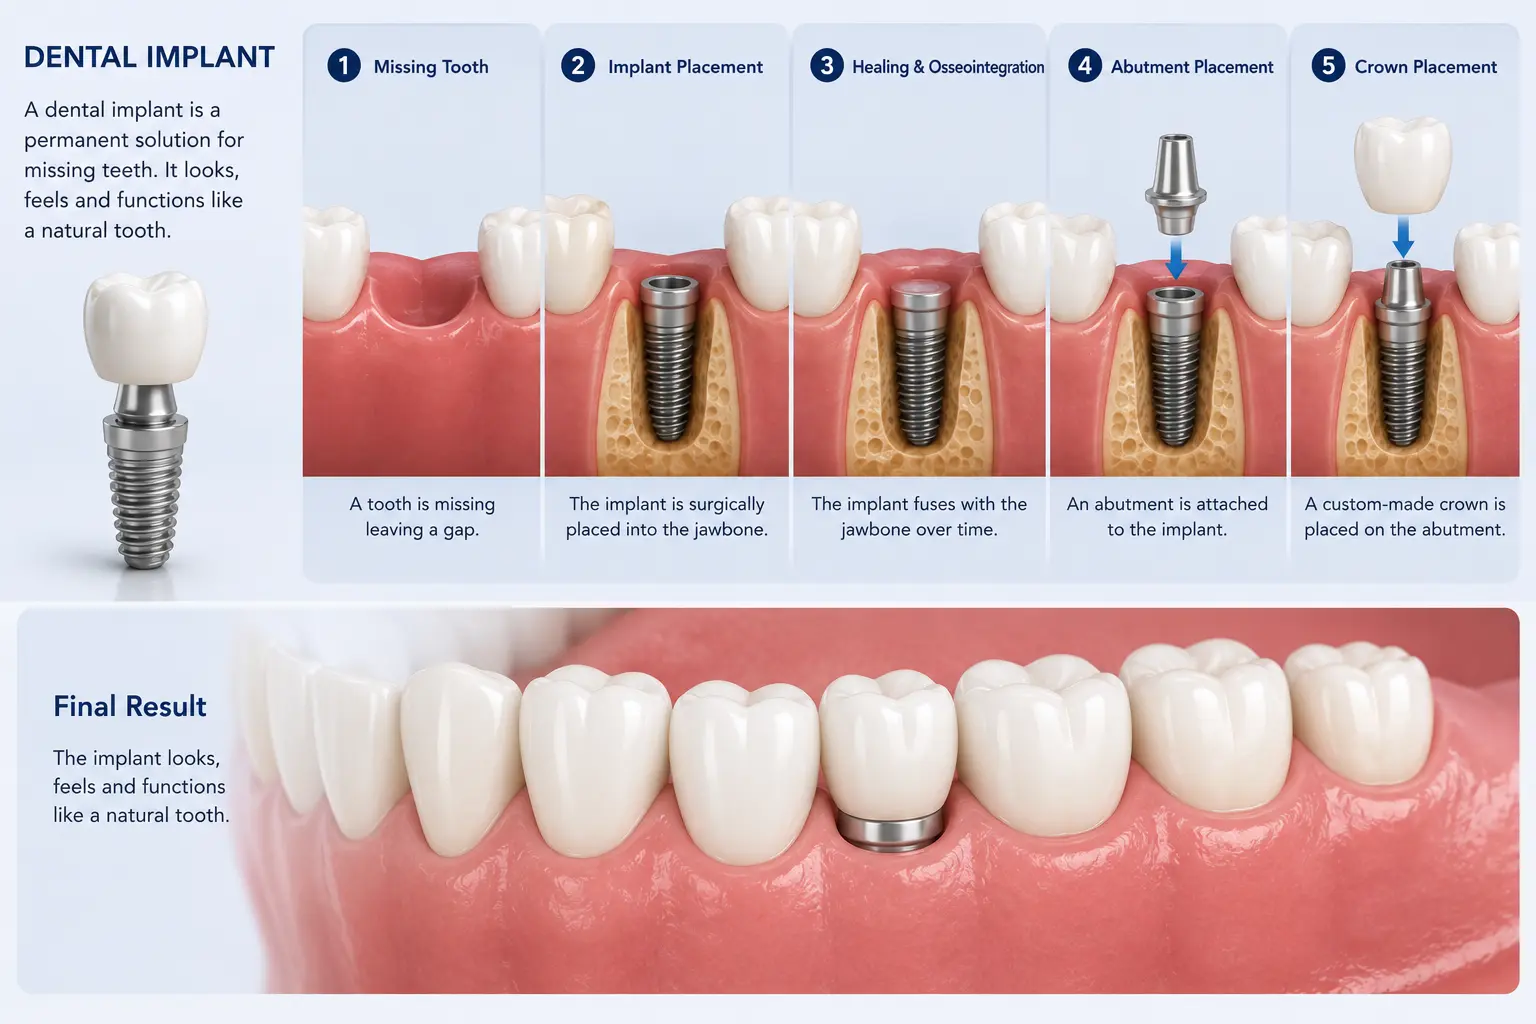 DENTAL IMPLANT
A dental implant is a
permanent solution for
missing teeth. It looks,
feels and functions like
a natural tooth.
1 Missing Tooth
A tooth is missing
leaving a gap.
2 Implant Placement
The implant is surgically
placed into the jawbone.
3 Healing & Osseointegration
The implant fuses with the
jawbone over time.
4 Abutment Placement
An abutment is attached
to the implant.
5 Crown Placement
A custom-made crown is
placed on the abutment.
Final Result
The implant looks,
feels and functions
like a natural tooth.